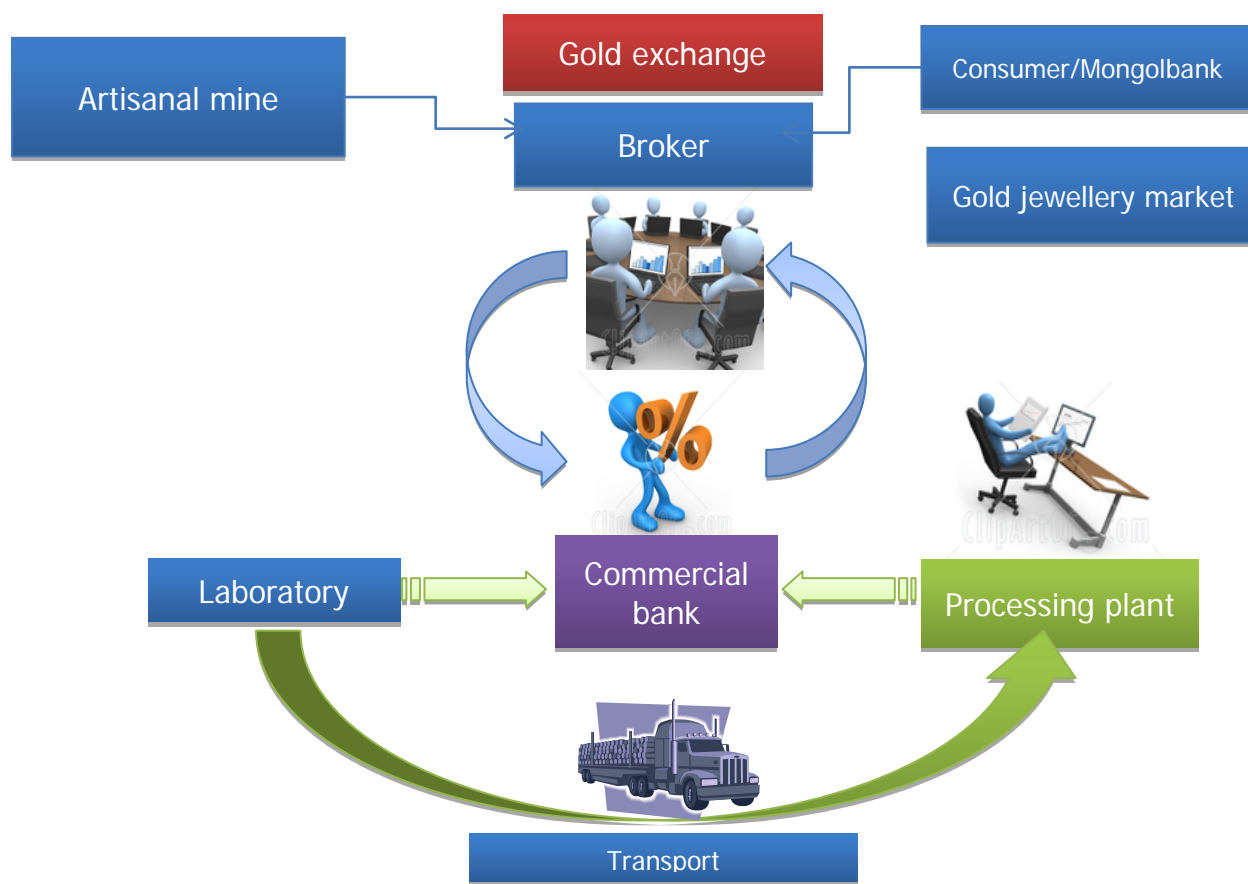 Gold exchange
Artisanal mine
Broker
Consumer/Mongolbank
Gold jewellery market
%
Laboratory
Commercial
bank
Processing plant
Transport